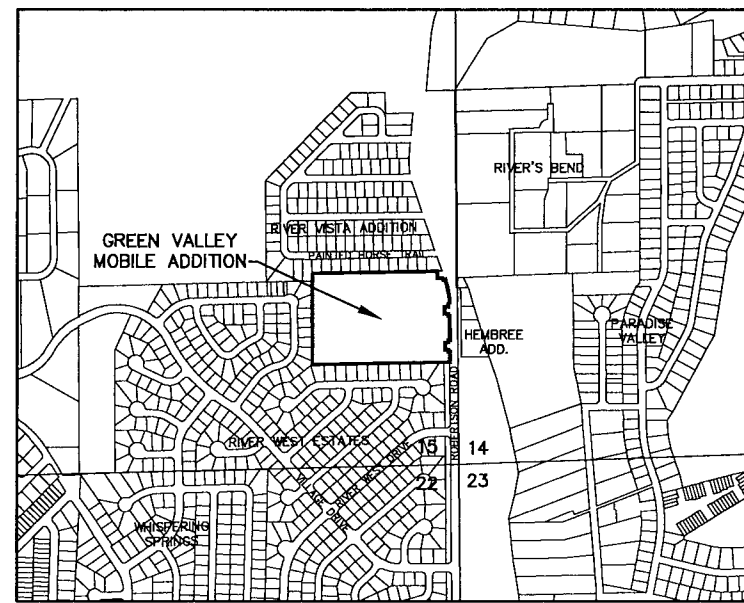 RIVER'S BEND
RIVER VISTA ADDITION
GREEN VALLEY
MOBILE ADDITION
PAINTED HORSE TRAIL
HEMBREE
ADD.
PARADISE
VALLEY
ROBERTSON ROAD
RIVER WEST ESTATES
RIVER WEST DRIVE
VILLAGE DRIVE
15 14
22 23
WHISPERING
SPRINGS